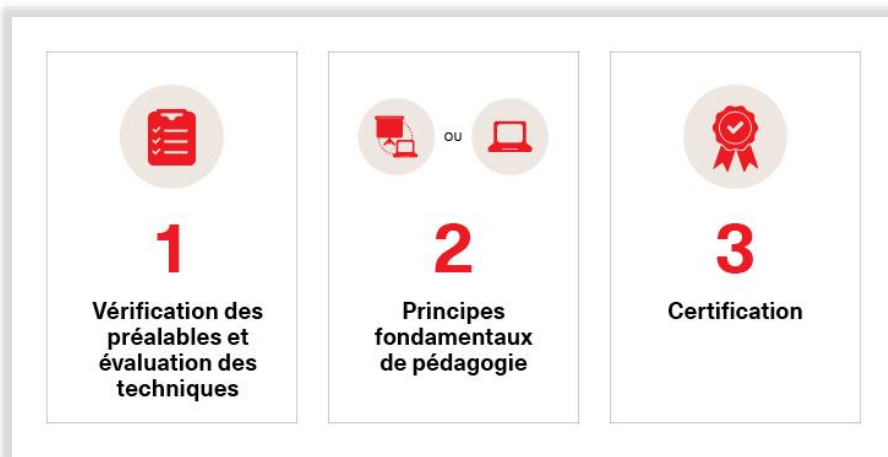 1
Vérification des
préalables et
évaluation des
techniques
ou
2
Principes
fondamentaux
de pédagogie
3
Certification